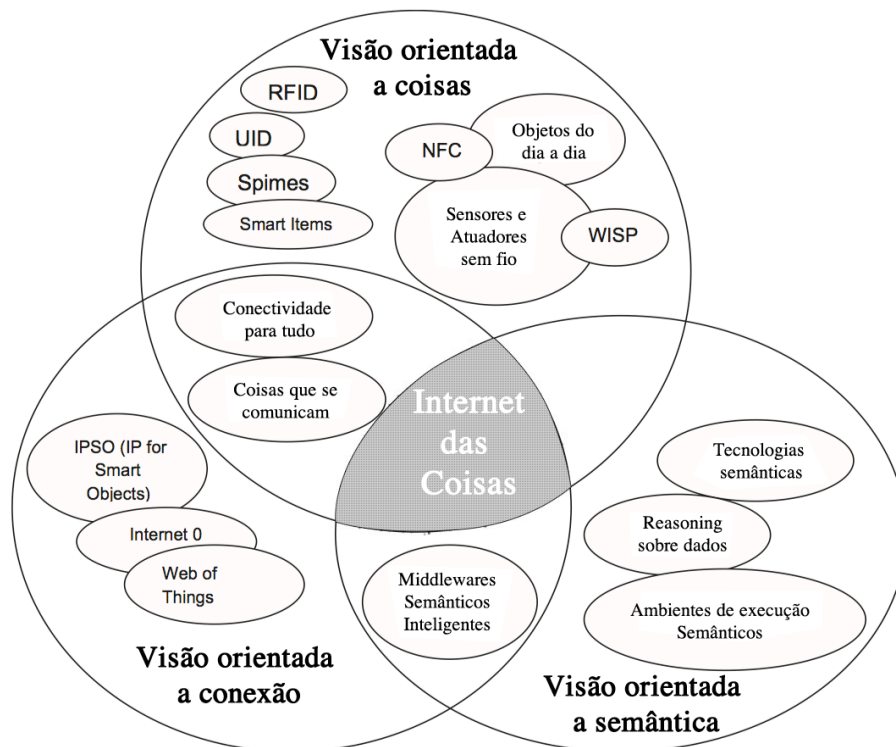 Visão orientada
a coisas
RFID
UID
Spimes
Smart Items
NFC
Objetos do
dia a dia
Sensores e
Atuadores
sem fio
WISP
Conectividade
para tudo
Coisas que se
comunicam
Internet
das
Coisas
IPSO (IP for
Smart
Objects)
Internet 0
Web of
Things
Tecnologias
semânticas
Reasoning
sobre dados
Ambientes de execução
Semânticos
Middlewares
Semânticos
Inteligentes
Visão orientada
a conexão
Visão orientada
a semântica